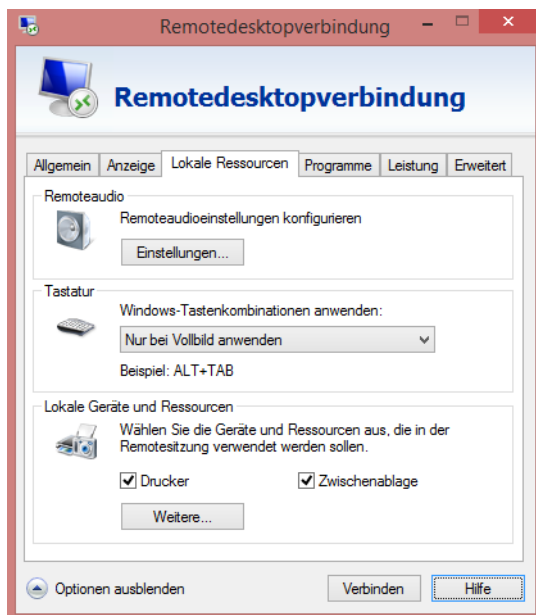 Remotedesktopverbindung
Remotedesktopverbindung
Allgemein Anzeige Lokale Ressourcen Programme Leistung Erweitert
Remoteaudio
Remoteaudioeinstellungen konfigurieren
Einstellungen...
Tastatur
Windows-Tastenkombinationen anwenden:
Nur bei Vollbild anwenden
Beispiel: ALT+TAB
Lokale Geräte und Ressourcen
Wählen Sie die Geräte und Ressourcen aus, die in der
Remotesitzung verwendet werden sollen.
Drucker Zwischenablage
Weitere...
Optionen ausblenden Verbinden Hilfe